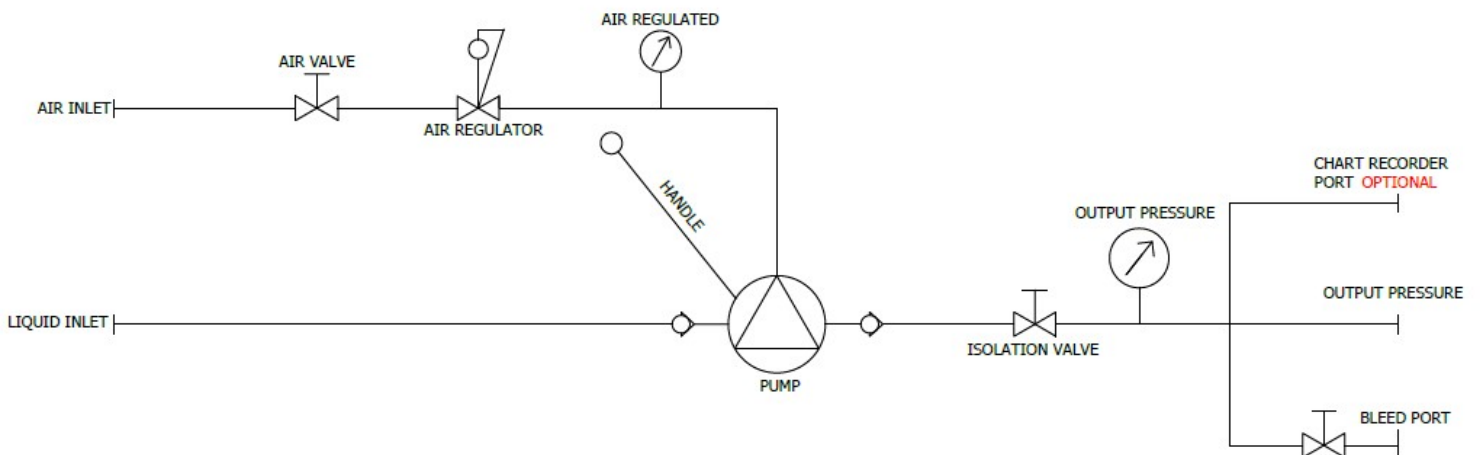 AIR REGULATED
AIR VALVE
AIR INLET
AIR REGULATOR
CHART RECORDER
PORT OPTIONAL
HANDLE
OUTPUT PRESSURE
OUTPUT PRESSURE
LIQUID INLET
ISOLATION VALVE
PUMP
BLEED PORT